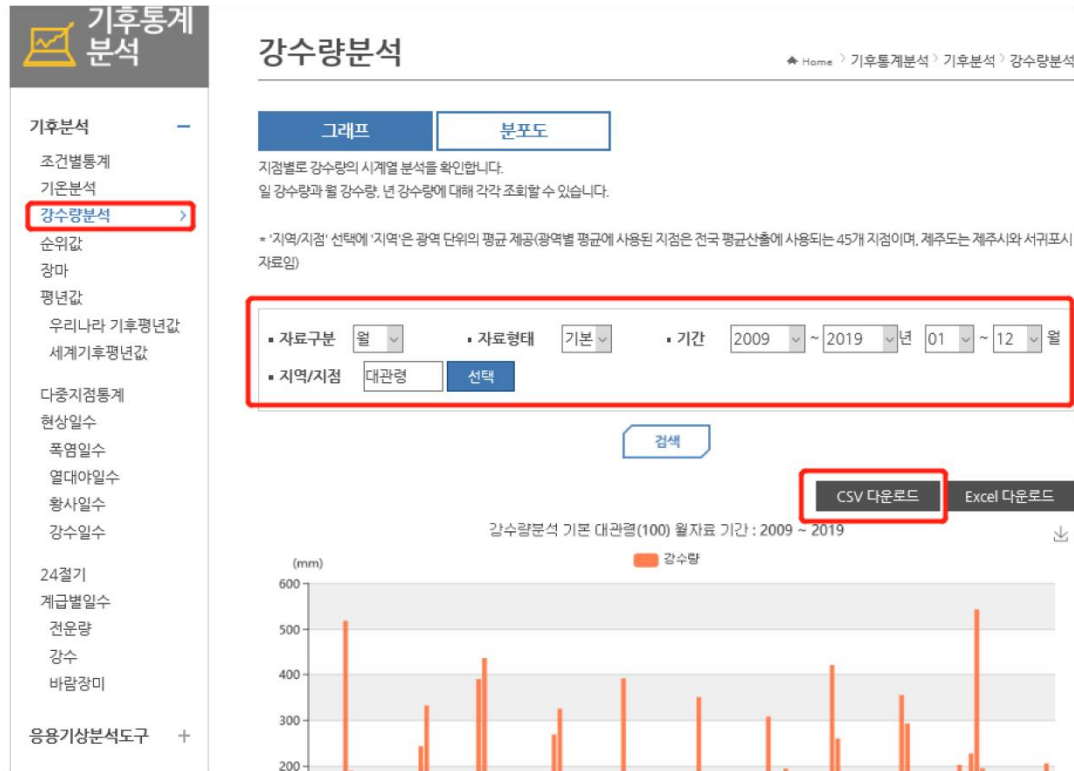 기후통계
분석
강수량분석
Home > 기후통계분석 > 기후분석 > 강수량분석
기후분석 −
조건별통계
기온분석
강수량분석 >
순위값
장마
평년값
우리나라 기후평년값
세계기후평년값
다중지점통계
현상일수
폭염일수
열대야일수
황사일수
강수일수
24절기
계급별일수
전운량
강수
바람장미
응용기상분석도구 +
그래프 분포도
지점별로 강수량의 시계열 분석을 확인합니다.
일 강수량과 월 강수량, 년 강수량에 대해 각각 조회할 수 있습니다.
* '지역/지점' 선택에 '지역'은 광역 단위의 평균 제공(광역별 평균에 사용된 지점은 전국 평균산출에 사용되는 45개 지점이며, 제주도는 제주시와 서귀포시
자료임)
▪ 자료구분 월 ▪ 자료형태 기본 ▪ 기간 2009 ~ 2019 년 01 ~ 12 월
▪ 지역/지점 대관령 선택
검색
CSV 다운로드 Excel 다운로드
강수량분석 기본 대관령(100) 월자료 기간 : 2009 ~ 2019
강수량
(mm)
600
500
400
300
200